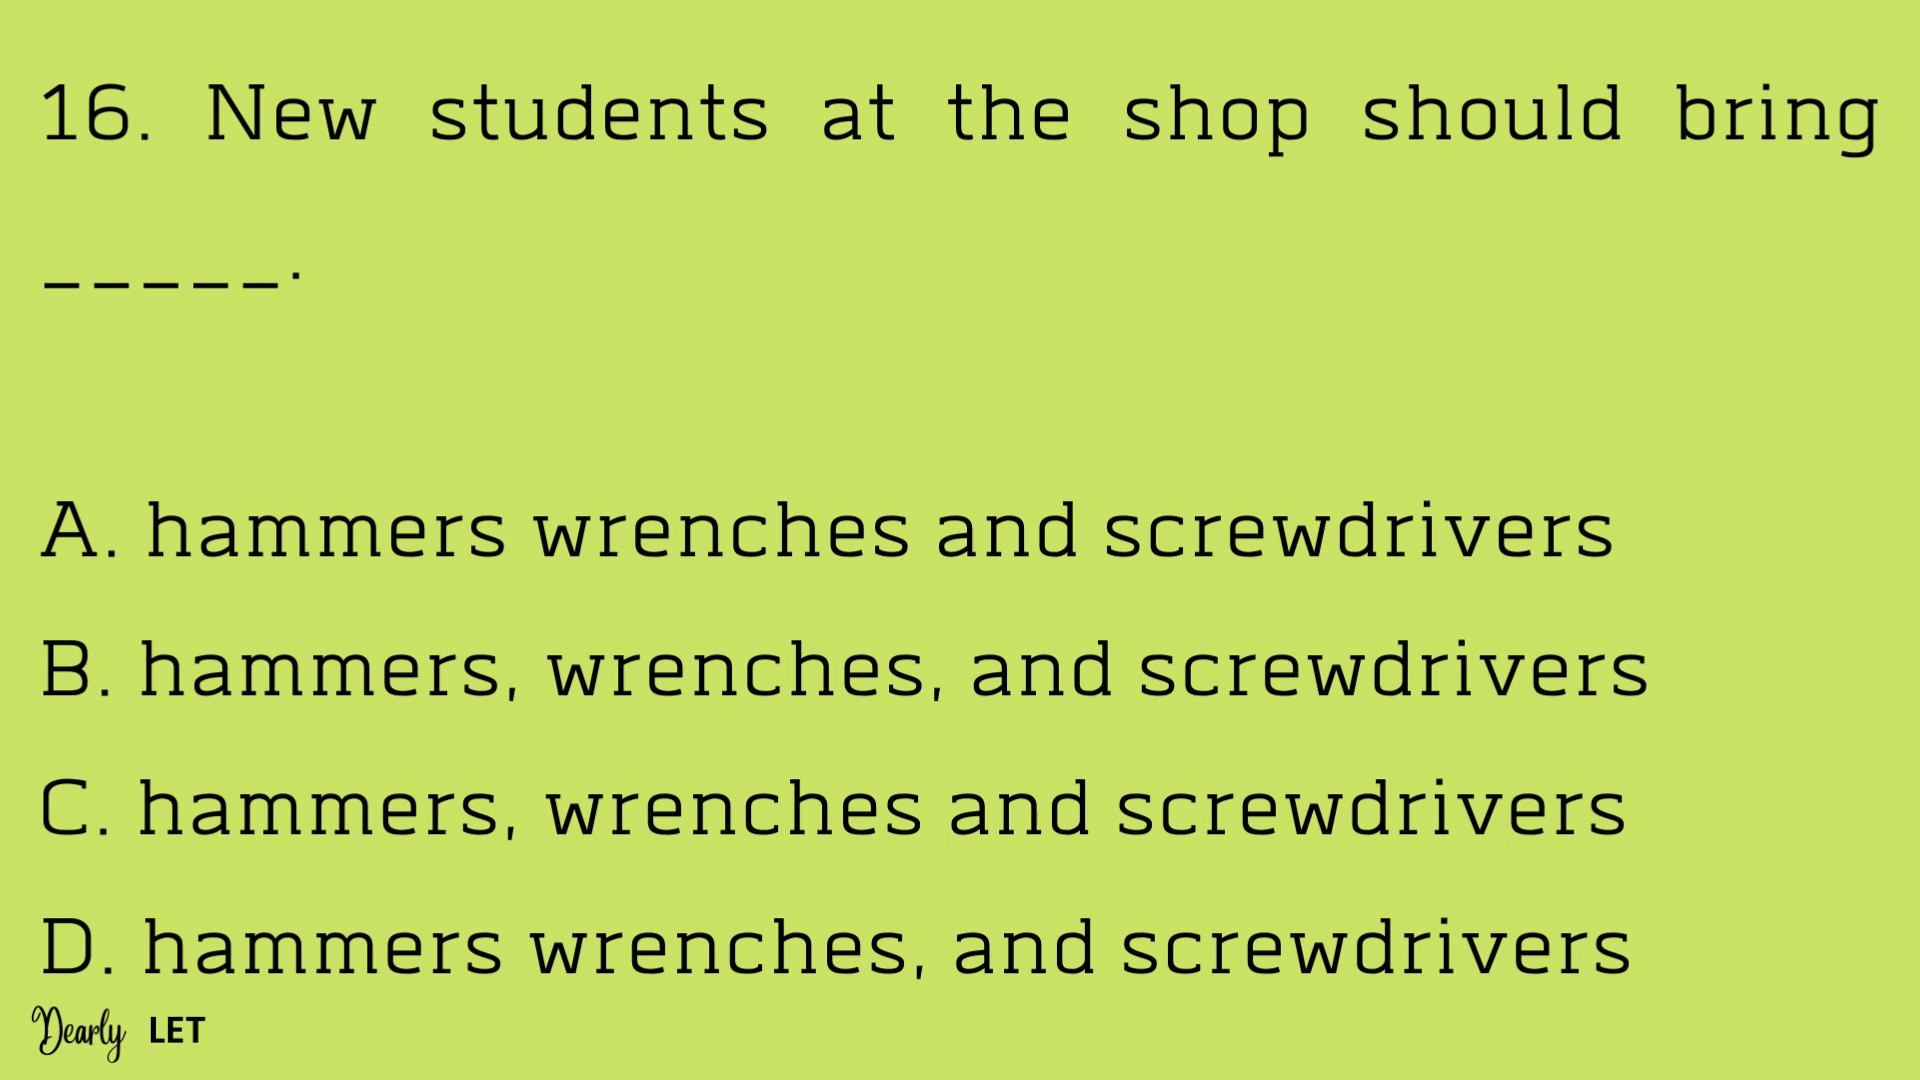 16. New students at the shop should bring
_____.
A. hammers wrenches and screwdrivers
B. hammers, wrenches, and screwdrivers
C. hammers, wrenches and screwdrivers
D. hammers wrenches, and screwdrivers
Dearly LET